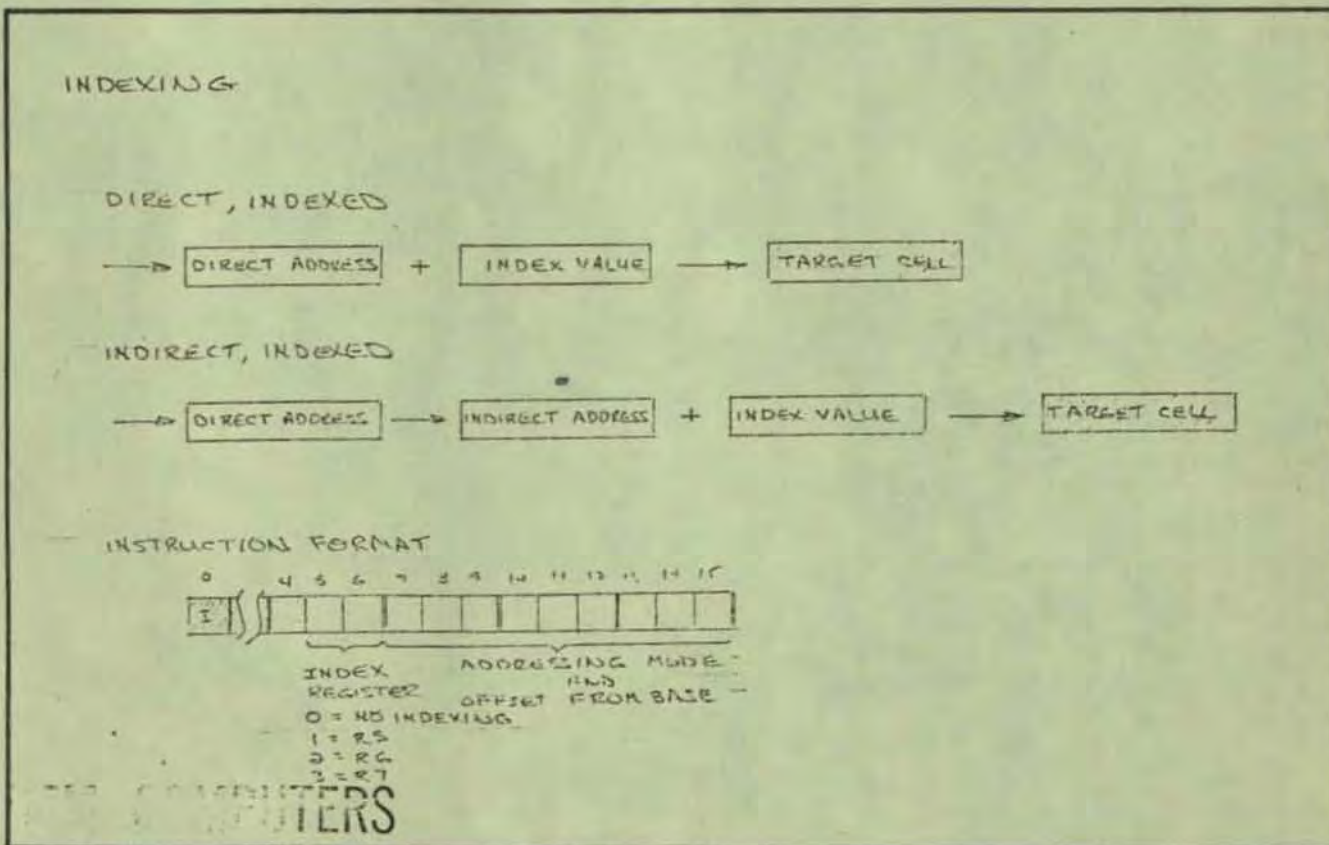 INDEXING
DIRECT, INDEXED
DIRECT ADDRESS + INDEX VALUE TARGET CELL
INDIRECT, INDEXED
DIRECT ADDRESS INDIRECT ADDRESS + INDEX VALUE TARGET CELL
INSTRUCTION FORMAT
0 4 5 6 7 8 9 10 11 12 13 14 15
I
INDEX ADDRESSING MODE
REGISTER AND
OFFSET FROM BASE
0 = NO INDEXING
1 = R5
2 = R6
3 = R7
COMPUTERS